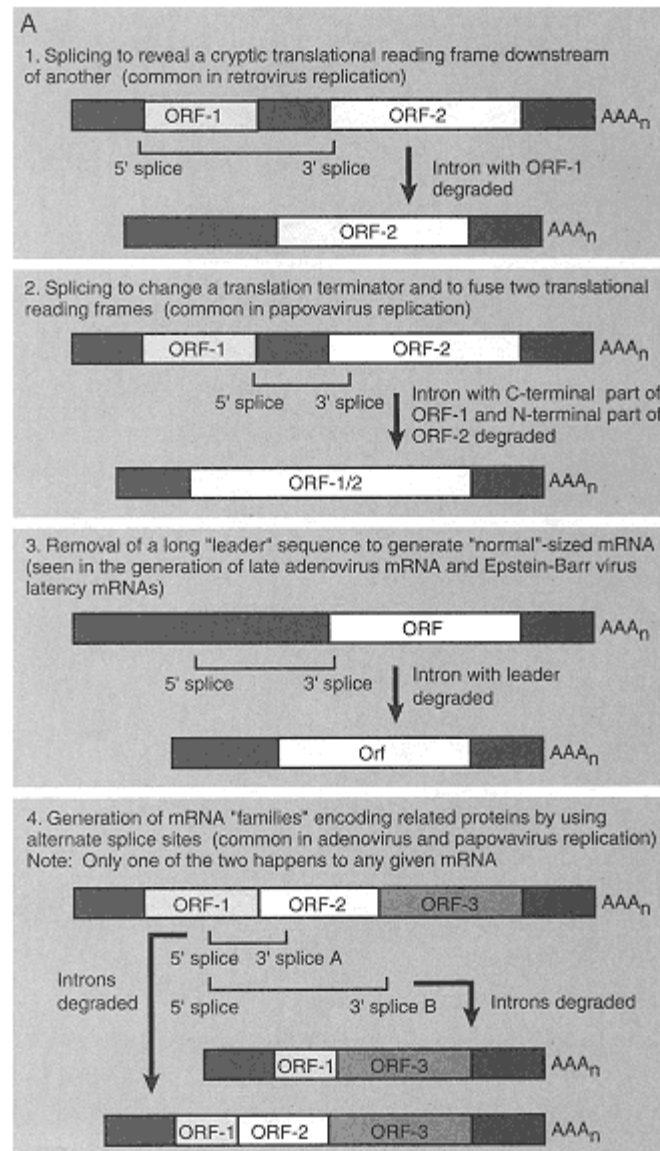 A
1. Splicing to reveal a cryptic translational reading frame downstream
of another (common in retrovirus replication)
ORF-1 ORF-2 AAAn
5' splice 3' splice
Intron with ORF-1
degraded
ORF-2 AAAn
2. Splicing to change a translation terminator and to fuse two translational
reading frames (common in papovavirus replication)
ORF-1 ORF-2 AAAn
5' splice 3' splice
Intron with C-terminal part of
ORF-1 and N-terminal part of
ORF-2 degraded
ORF-1/2 AAAn
3. Removal of a long "leader" sequence to generate "normal"-sized mRNA
(seen in the generation of late adenovirus mRNA and Epstein-Barr virus
latency mRNAs)
ORF AAAn
5' splice 3' splice
Intron with leader
degraded
Orf AAAn
4. Generation of mRNA "families" encoding related proteins by using
alternate splice sites (common in adenovirus and papovavirus replication)
Note: Only one of the two happens to any given mRNA
ORF-1 ORF-2 ORF-3 AAAn
5' splice 3' splice A
Introns
degraded
5' splice 3' splice B
Introns degraded
ORF-1 ORF-3 AAAn
ORF-1 ORF-2 ORF-3 AAAn